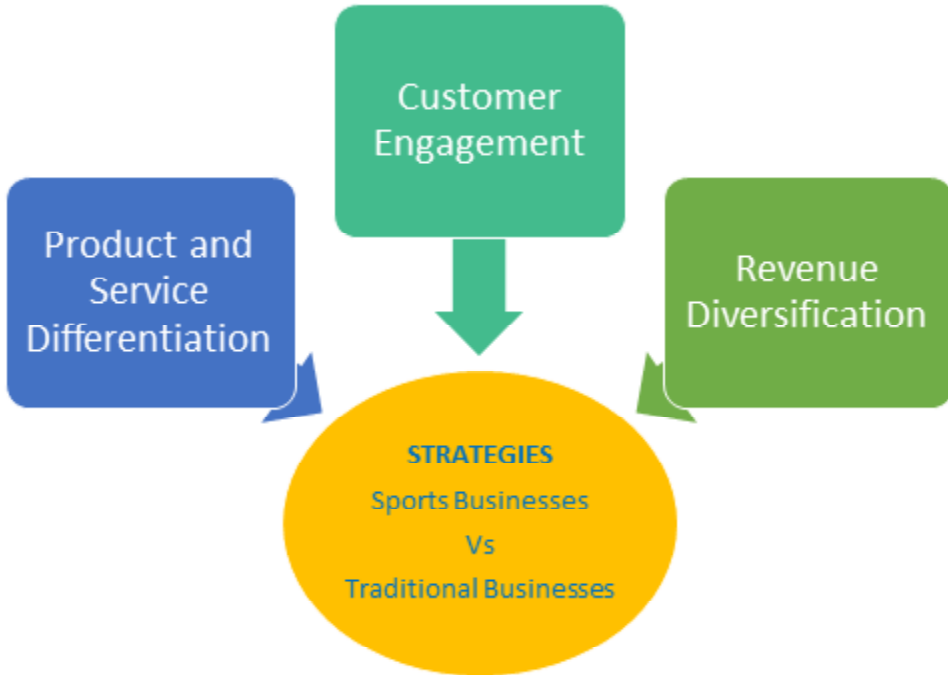 Customer
Engagement
Product and
Service
Differentiation
Revenue
Diversification
STRATEGIES
Sports Businesses
Vs
Traditional Businesses